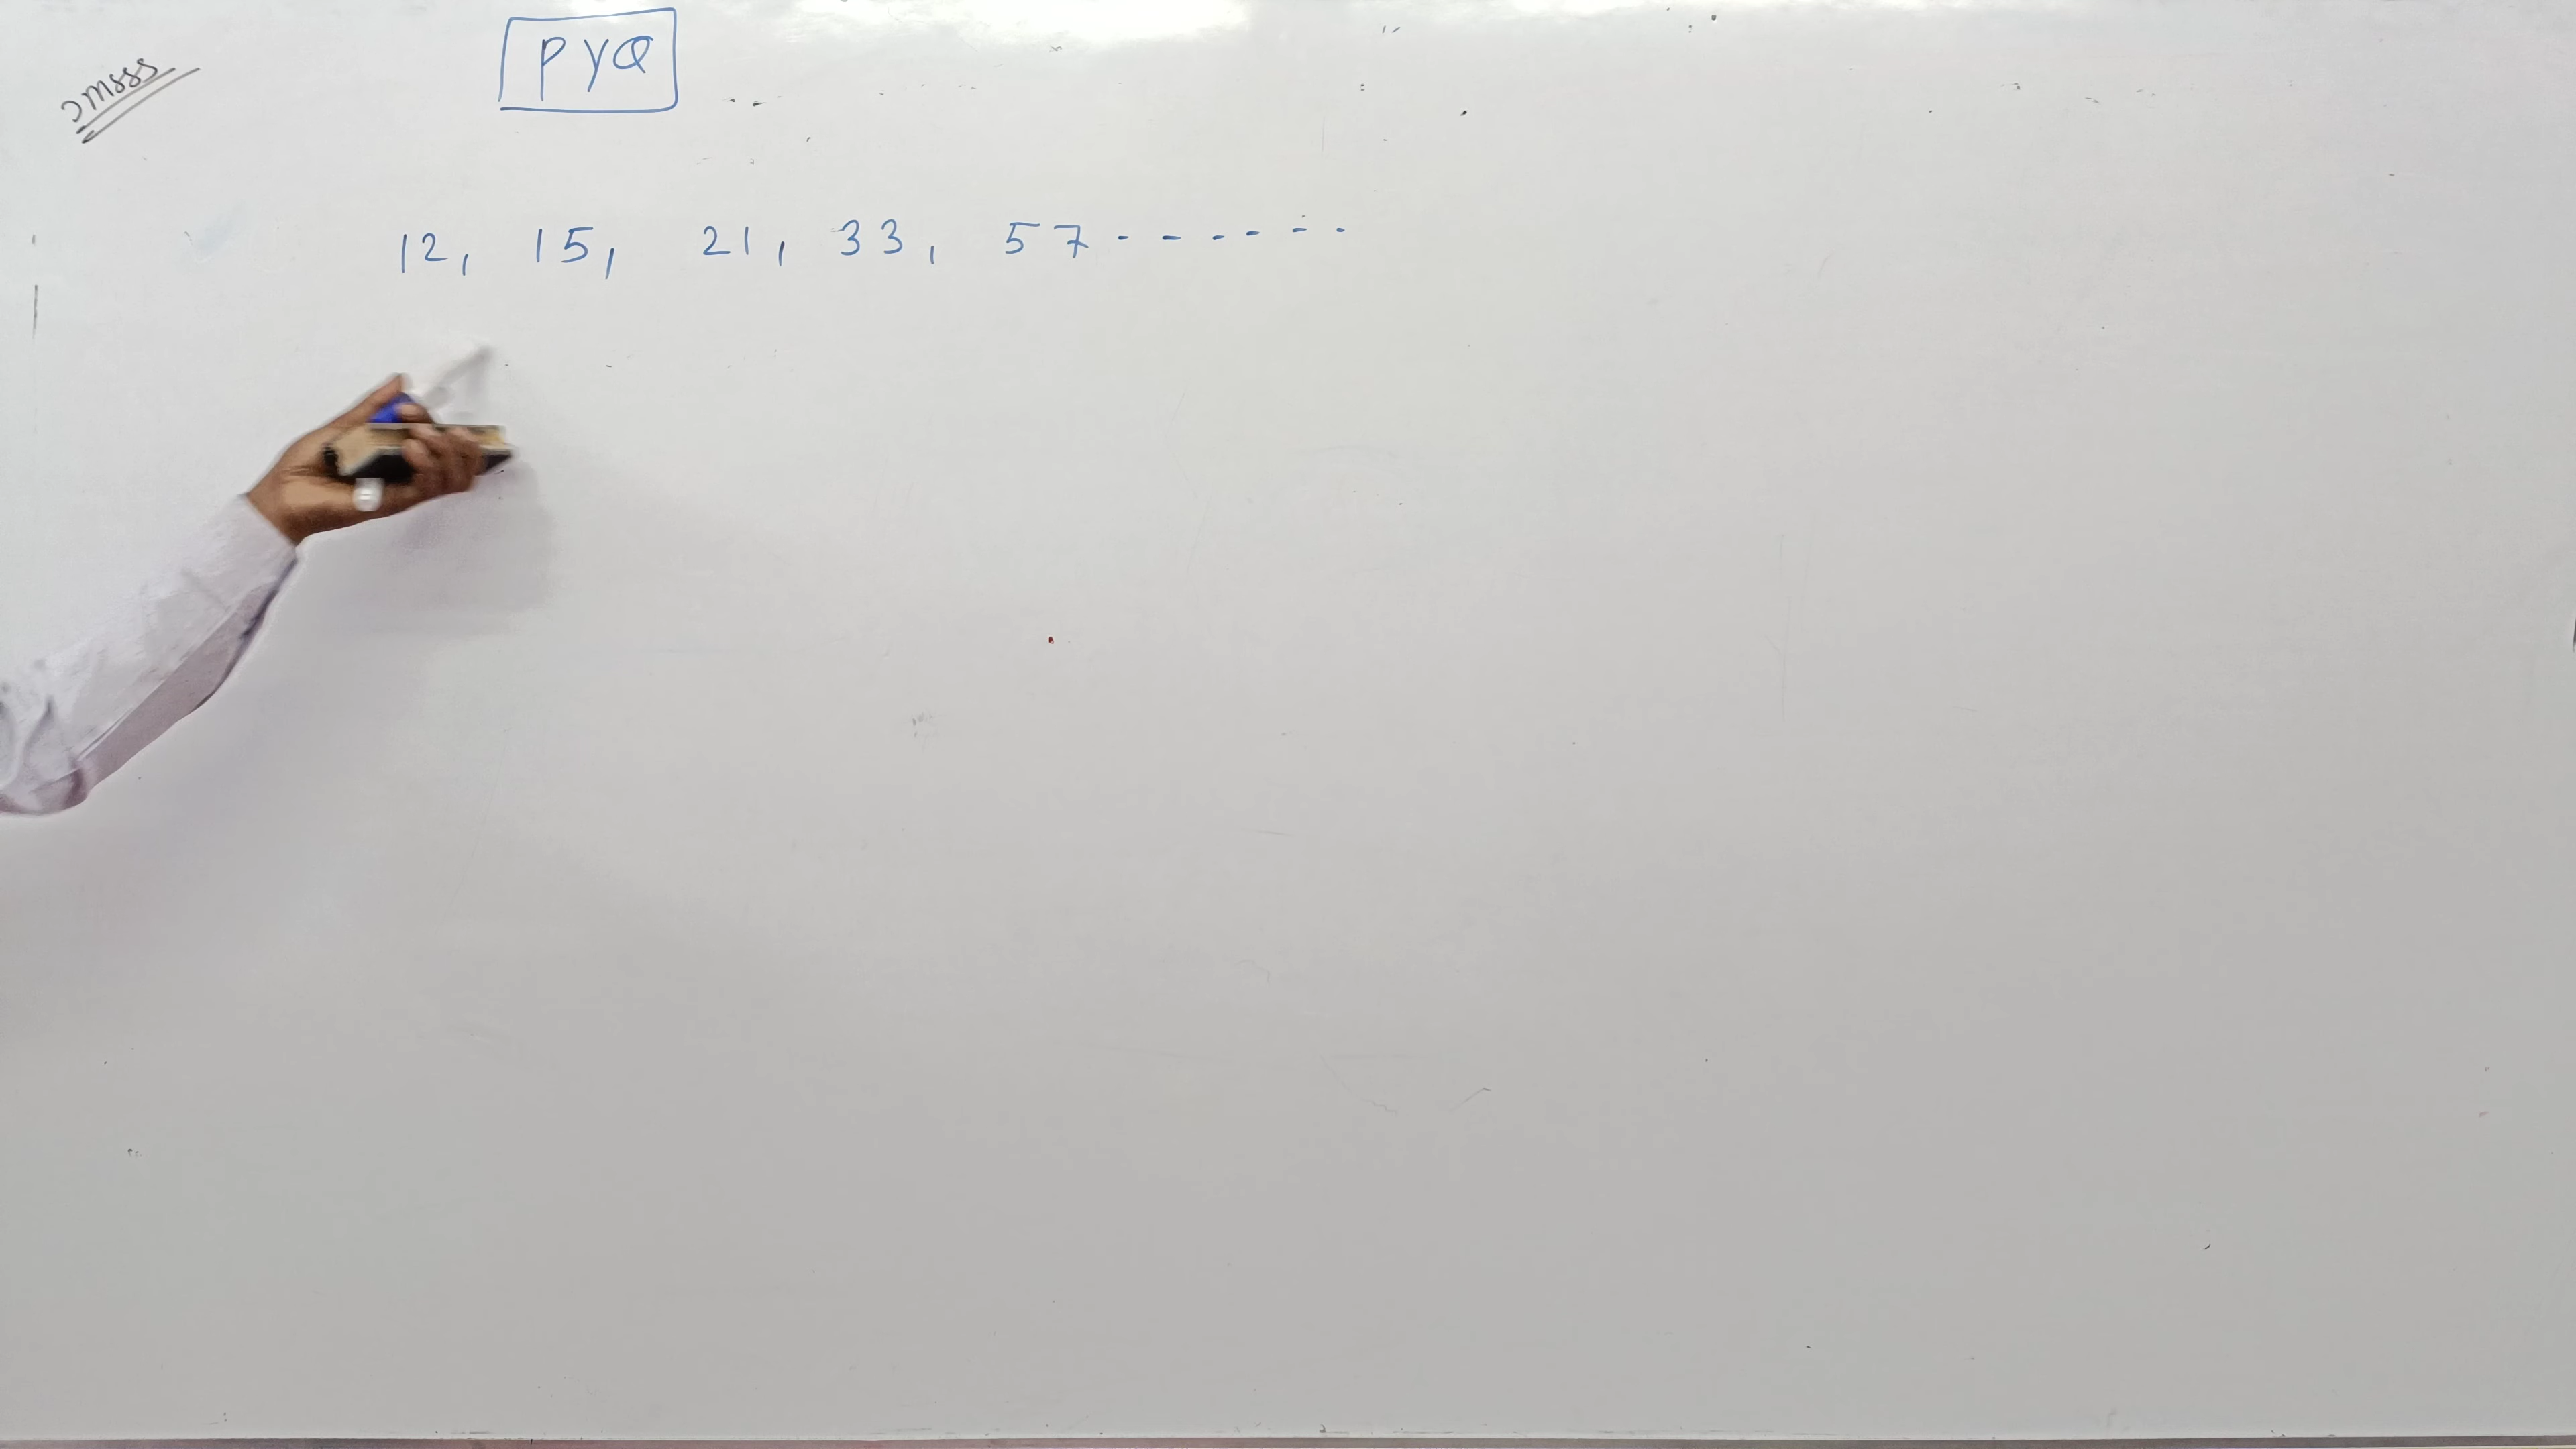 PYQ
12, 15, 21, 33, 57 - - - - - -